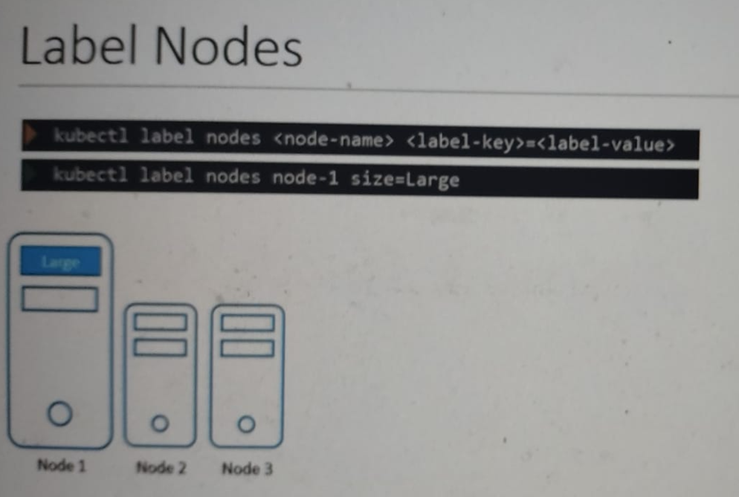 Label Nodes
kubectl label nodes <node-name> <label-key>=<label-value>
kubectl label nodes node-1 size=Large
Large
Node 1
Node 2
Node 3